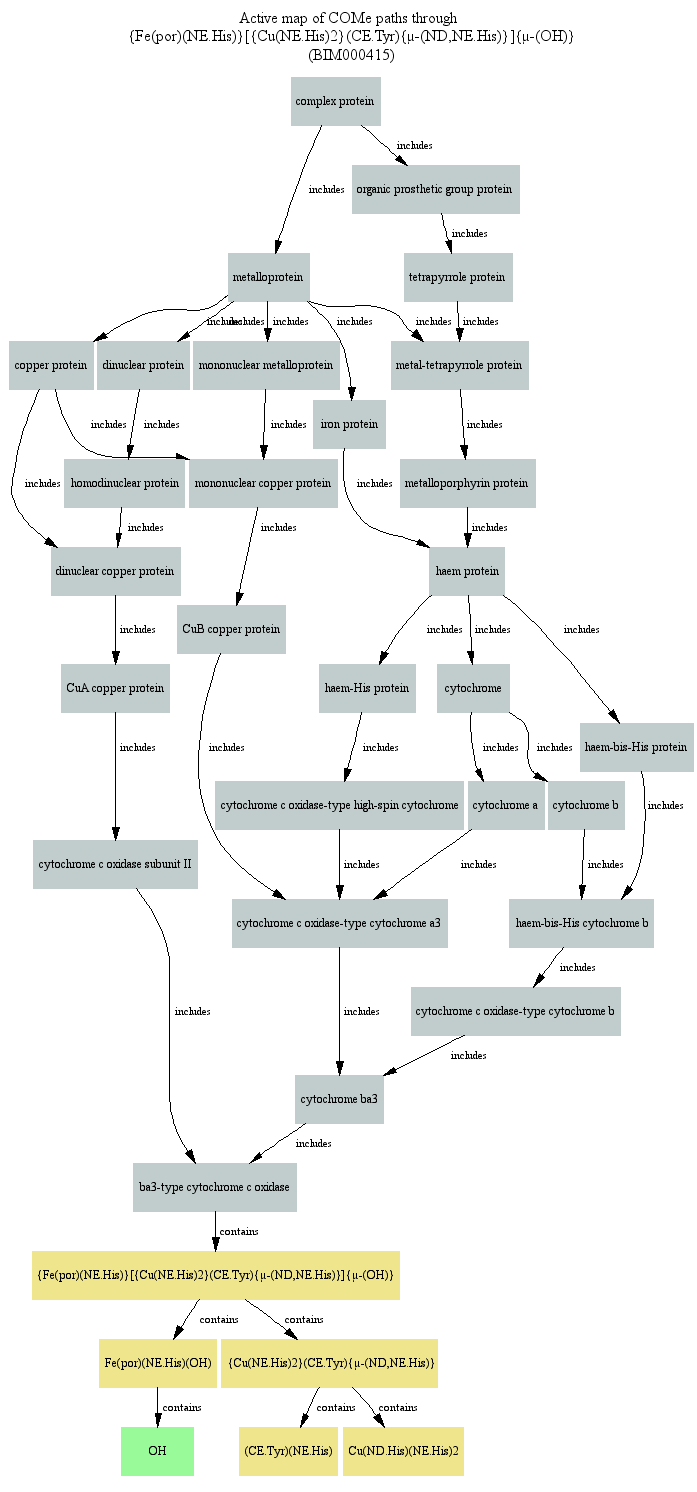 Active map of COMe paths through
{Fe(por)(NE.His)}[{Cu(NE.His)2}(CE.Tyr){μ-(ND,NE.His)}]{μ-(OH)}
(BIM000415)
complex protein
includes
organic prosthetic group protein
includes
includes
metalloprotein
tetrapyrrole protein
includes
includes
includes
includes
includes
includes
copper protein
dinuclear protein
mononuclear metalloprotein
metal-tetrapyrrole protein
iron protein
includes
includes
includes
includes
includes
includes
homodinuclear protein
mononuclear copper protein
metalloporphyrin protein
includes
includes
includes
dinuclear copper protein
haem protein
includes
CuB copper protein
includes
includes
includes
CuA copper protein
haem-His protein
cytochrome
haem-bis-His protein
includes
includes
includes
includes
includes
cytochrome c oxidase-type high-spin cytochrome
cytochrome a
cytochrome b
includes
cytochrome c oxidase subunit II
includes
includes
includes
cytochrome c oxidase-type cytochrome a3
haem-bis-His cytochrome b
includes
cytochrome c oxidase-type cytochrome b
includes
includes
includes
cytochrome ba3
includes
ba3-type cytochrome c oxidase
contains
{Fe(por)(NE.His)}[{Cu(NE.His)2}(CE.Tyr){μ-(ND,NE.His)}]{μ-(OH)}
contains
contains
Fe(por)(NE.His)(OH)
{Cu(NE.His)2}(CE.Tyr){μ-(ND,NE.His)}
contains
contains
contains
OH
(CE.Tyr)(NE.His)
Cu(ND.His)(NE.His)2